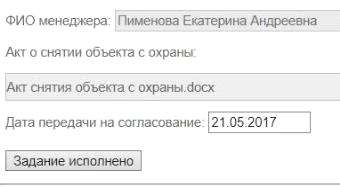 ФИО менеджера: Пименова Екатерина Андреевна
Акт о снятии объекта с охраны:
Акт снятия объекта с охраны.docx
Дата передачи на согласование: 21.05.2017
Задание исполнено